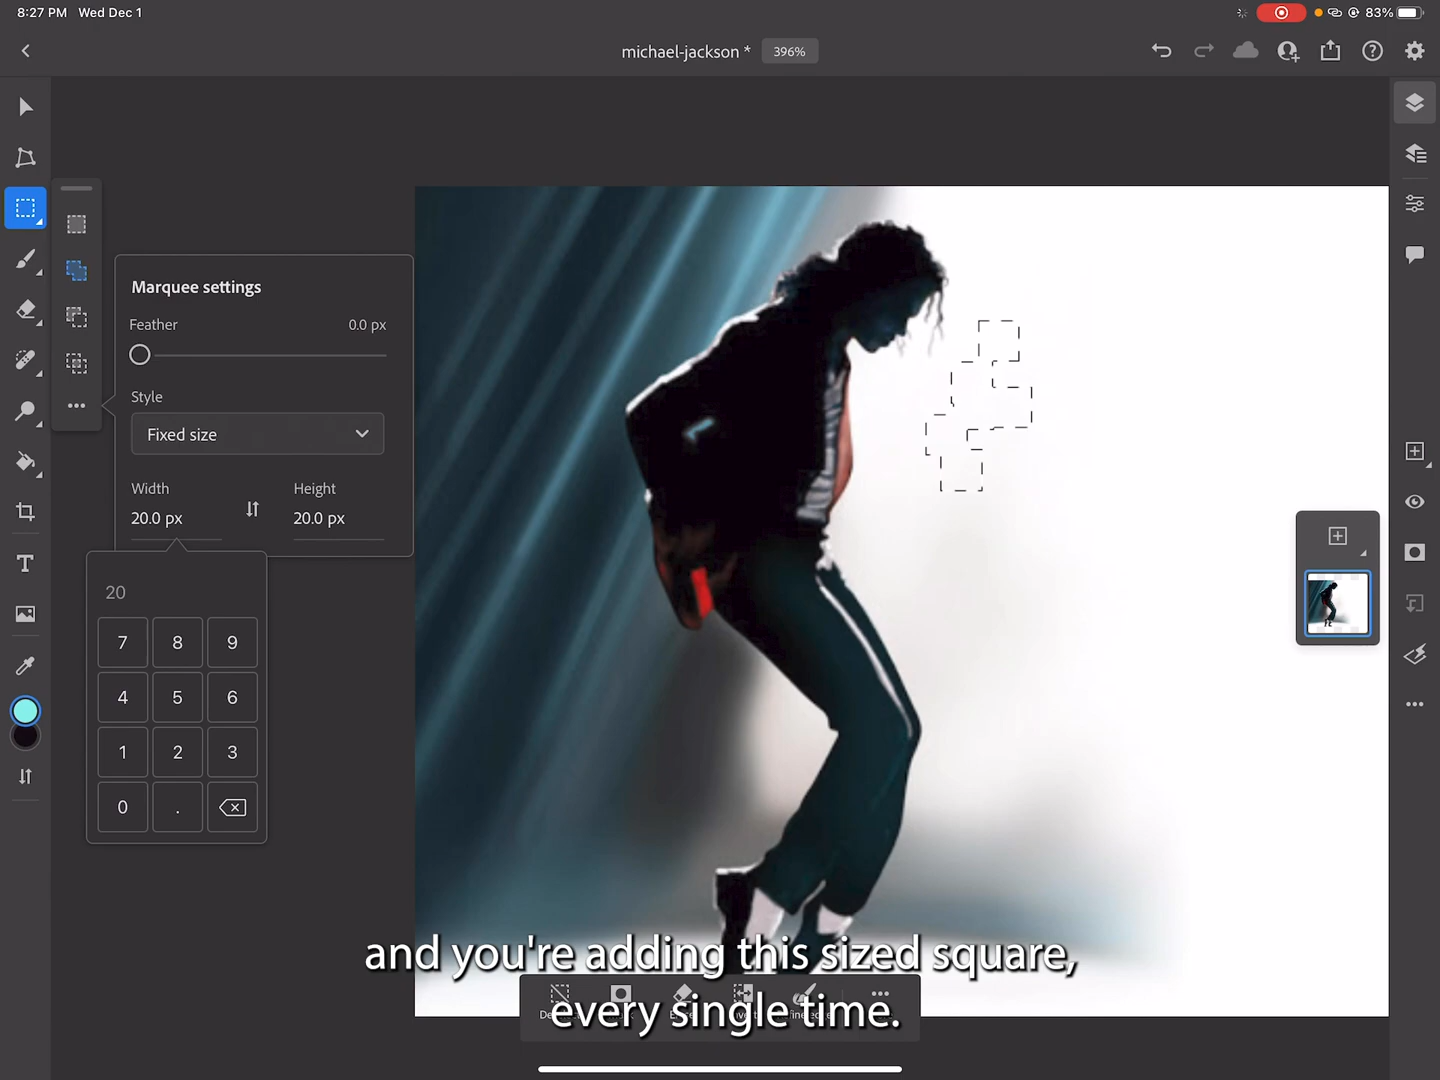 8:27 PM Wed Dec 1
83%
michael-jackson *
396%
Marquee settings
Feather
0.0 px
Style
Fixed size
Width
Height
20.0 px
20.0 px
20
7
8
9
4
5
6
1
2
3
0
.
T
and you're adding this sized square,
every single time.